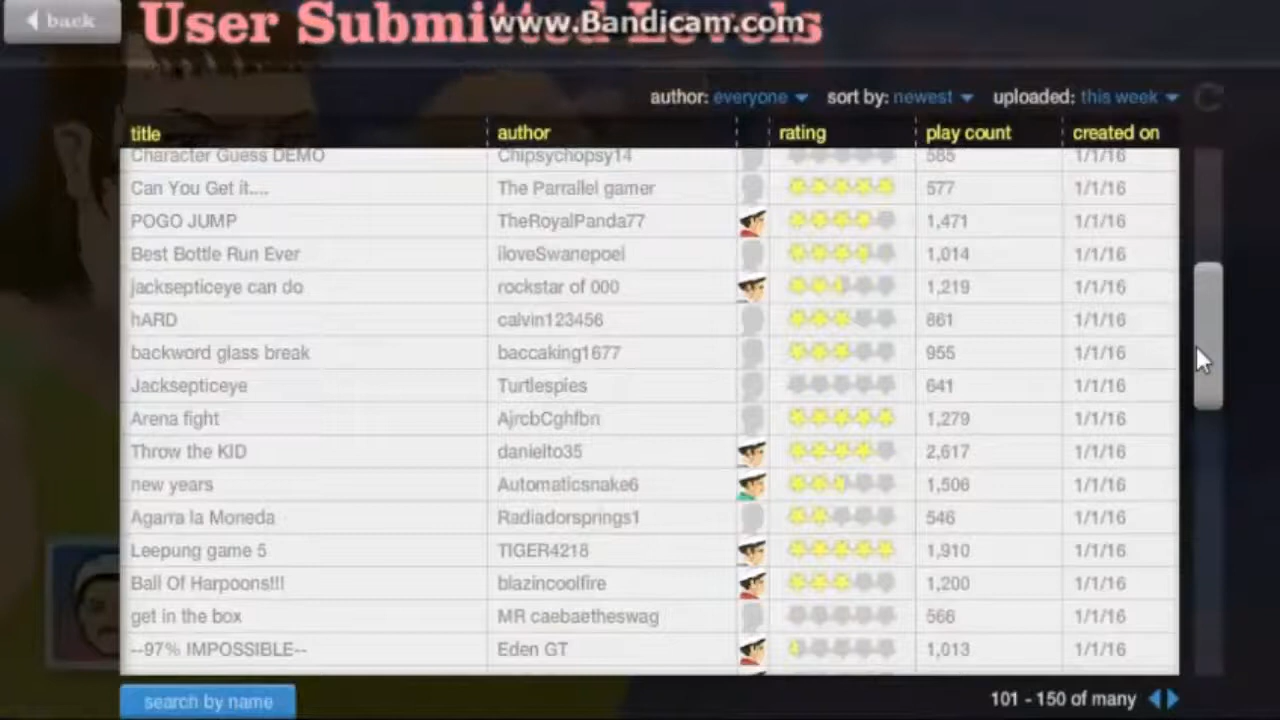 back
User Submitted Levels
www.Bandicam.com
author: everyone sort by: newest uploaded: this week
title author rating play count created on
Character Guess DEMO Chipsychopsy14 585 1/1/16
Can You Get it.... The Parrallel gamer 577 1/1/16
POGO JUMP TheRoyalPanda77 1,471 1/1/16
Best Bottle Run Ever iloveSwanepoel 1,014 1/1/16
jacksepticeye can do rockstar of 000 1,219 1/1/16
hARD calvin123456 861 1/1/16
backword glass break baccaking1677 955 1/1/16
Jacksepticeye Turtlespies 641 1/1/16
Arena fight AjrcbCghfbn 1,279 1/1/16
Throw the KID danielto35 2,617 1/1/16
new years Automaticsnake6 1,506 1/1/16
Agarra la Moneda Radiadorsprings1 546 1/1/16
Leepung game 5 TIGER4218 1,910 1/1/16
Ball Of Harpoons!!! blazincoolfire 1,200 1/1/16
get in the box MR caebaetheswag 566 1/1/16
--97% IMPOSSIBLE-- Eden GT 1,013 1/1/16
search by name 101 - 150 of many